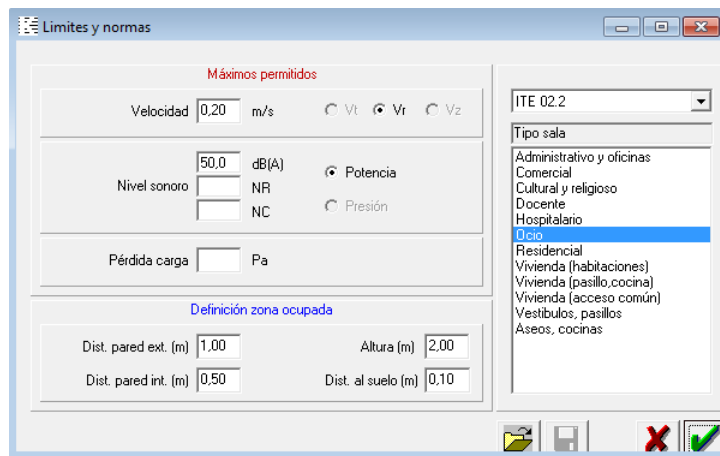 Limites y normas
Máximos permitidos
Velocidad 0,20 m/s Vt Vr Vz
50,0 dB(A)
Nivel sonoro NR
NC
Potencia
Presión
Pérdida carga Pa
Definición zona ocupada
Dist. pared ext. (m) 1,00 Altura (m) 2,00
Dist. pared int. (m) 0,50 Dist. al suelo (m) 0,10
ITE 02.2
Tipo sala
Administrativo y oficinas
Comercial
Cultural y religioso
Docente
Hospitalario
Ocio
Residencial
Vivienda (habitaciones)
Vivienda (pasillo,cocina)
Vivienda (acceso común)
Vestibulos, pasillos
Aseos, cocinas